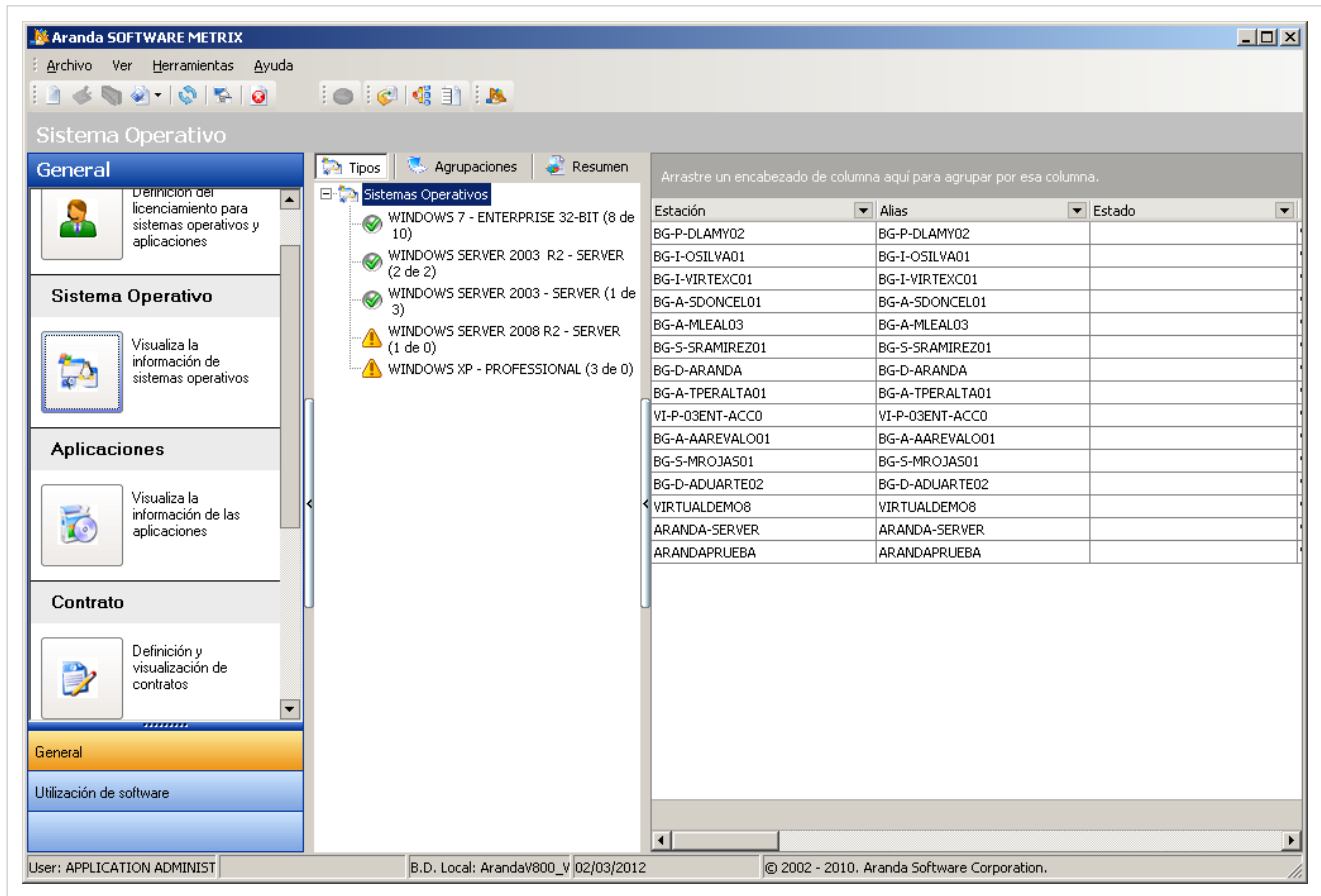 Aranda SOFTWARE METRIX
Archivo Ver Herramientas Ayuda
Sistema Operativo
General
Definición del
licenciamiento para
sistemas operativos y
aplicaciones
Sistema Operativo
Visualiza la
información de
sistemas operativos
Aplicaciones
Visualiza la
información de las
aplicaciones
Contrato
Definición y
visualización de
contratos
General
Utilización de software
Tipos Agrupaciones Resumen
Sistemas Operativos
WINDOWS 7 - ENTERPRISE 32-BIT (8 de
10)
WINDOWS SERVER 2003 R2 - SERVER
(2 de 2)
WINDOWS SERVER 2003 - SERVER (1 de
3)
WINDOWS SERVER 2008 R2 - SERVER
(1 de 0)
WINDOWS XP - PROFESSIONAL (3 de 0)
Arrastre un encabezado de columna aquí para agrupar por esa columna.
Estación Alias Estado
BG-P-DLAMY02 BG-P-DLAMY02
BG-I-OSILVA01 BG-I-OSILVA01
BG-I-VIRTEXC01 BG-I-VIRTEXC01
BG-A-SDONCEL01 BG-A-SDONCEL01
BG-A-MLEAL03 BG-A-MLEAL03
BG-S-SRAMIREZ01 BG-S-SRAMIREZ01
BG-D-ARANDA BG-D-ARANDA
BG-A-TPERALTA01 BG-A-TPERALTA01
VI-P-03ENT-ACC0 VI-P-03ENT-ACC0
BG-A-AAREVALO01 BG-A-AAREVALO01
BG-S-MROJAS01 BG-S-MROJAS01
BG-D-ADUARTE02 BG-D-ADUARTE02
VIRTUALDEMO8 VIRTUALDEMO8
ARANDA-SERVER ARANDA-SERVER
ARANDAPRUEBA ARANDAPRUEBA
User: APPLICATION ADMINIST B.D. Local: ArandaV800_V 02/03/2012 © 2002 - 2010, Aranda Software Corporation.